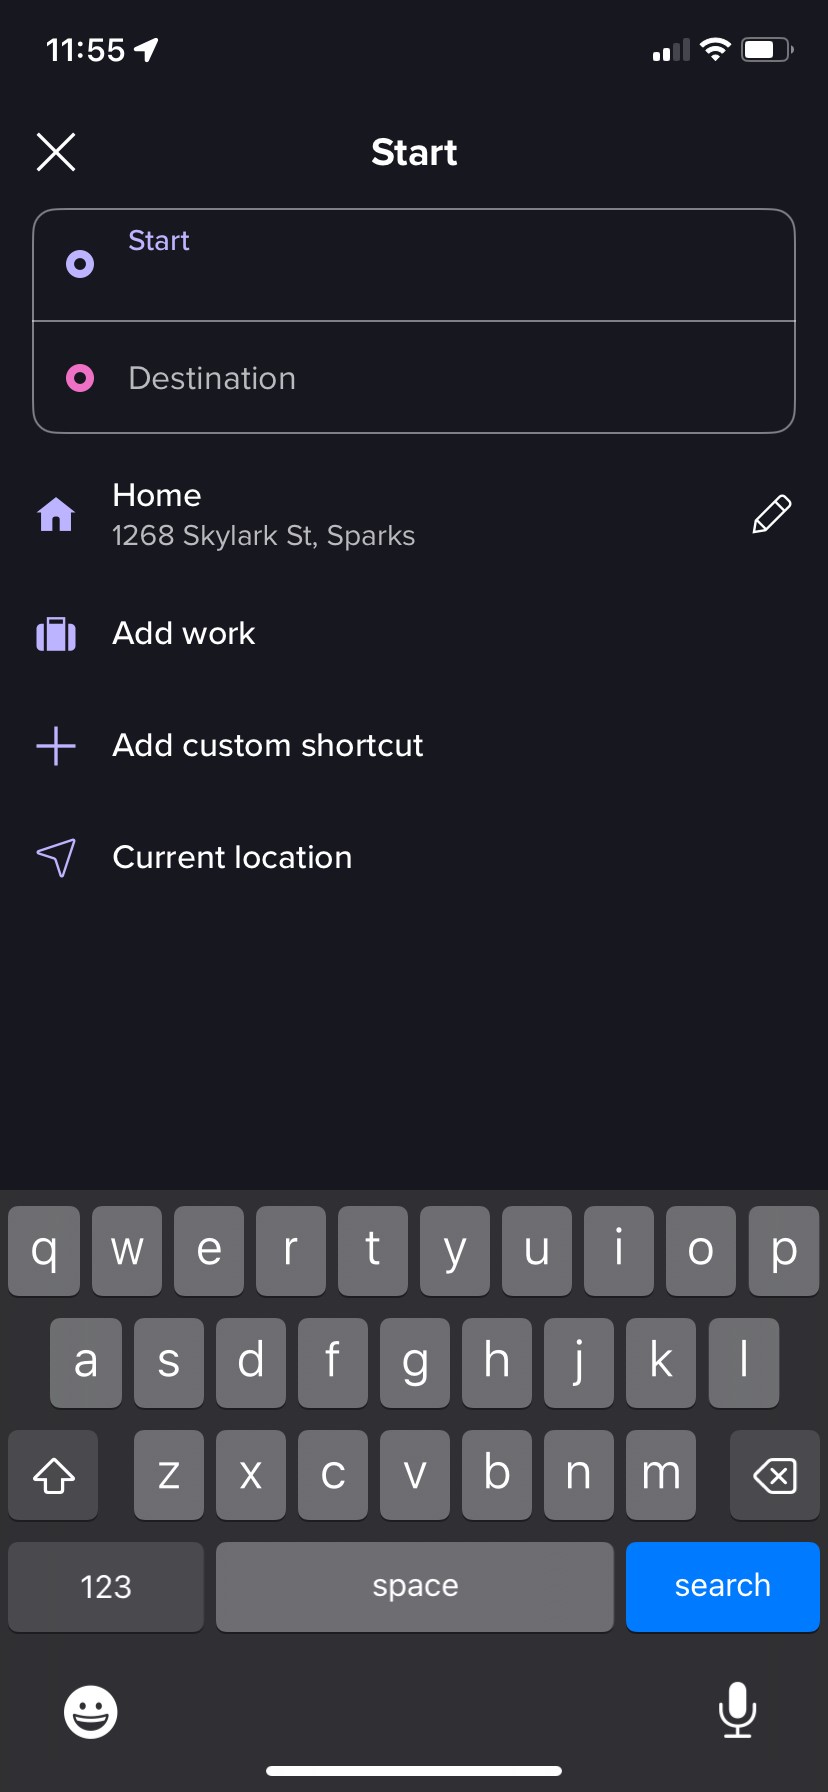 11:55
Start
Start
Destination
Home
1268 Skylark St, Sparks
Add work
Add custom shortcut
Current location
q w e r t y u i o p
a s d f g h j k l
z x c v b n m
123 space search